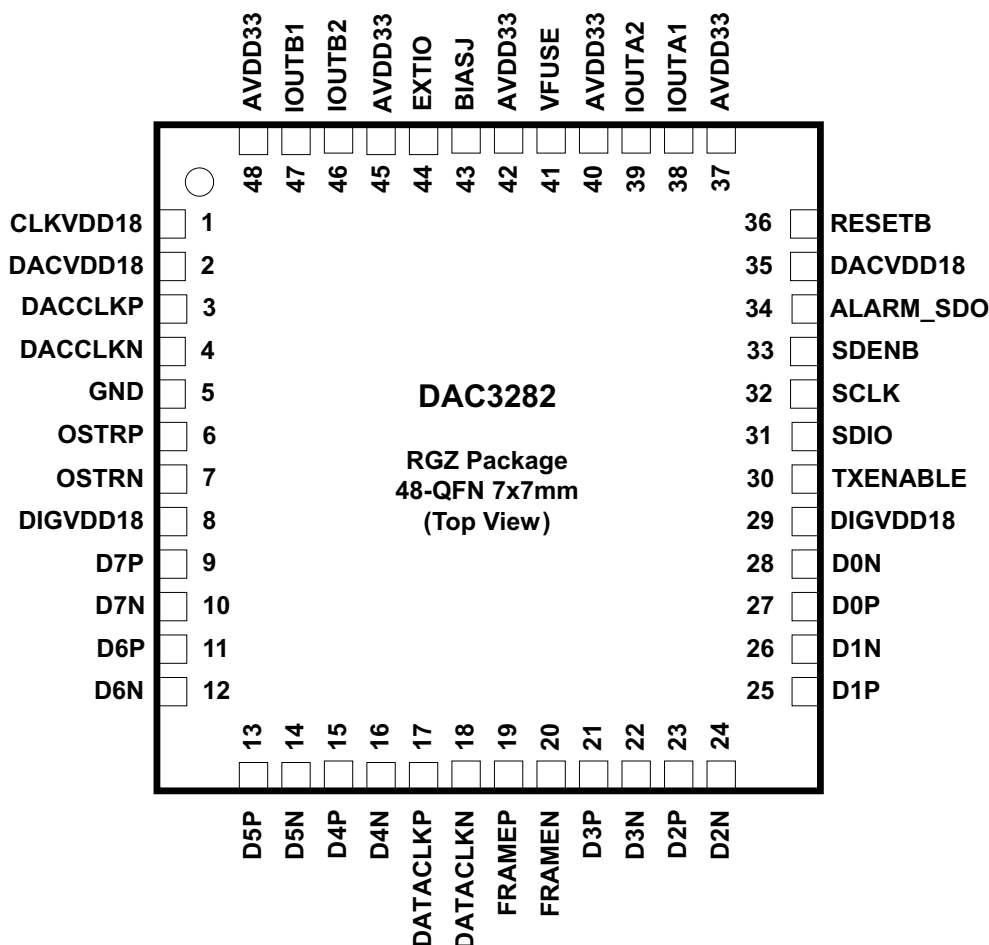 AVDD33
IOUTB1
IOUTB2
AVDD33
EXTIO
BIASJ
AVDD33
VFUSE
AVDD33
IOUTA2
IOUTA1
AVDD33
48
47
46
45
44
43
42
41
40
39
38
37
CLKVDD18 1
DACVDD18 2
DACCLKP 3
DACCLKN 4
GND 5
OSTRP 6
OSTRN 7
DIGVDD18 8
D7P 9
D7N 10
D6P 11
D6N 12
DAC3282
RGZ Package
48-QFN 7x7mm
(Top View)
36 RESETB
35 DACVDD18
34 ALARM_SDO
33 SDENB
32 SCLK
31 SDIO
30 TXENABLE
29 DIGVDD18
28 D0N
27 D0P
26 D1N
25 D1P
13
14
15
16
17
18
19
20
21
22
23
24
D5P
D5N
D4P
D4N
DATACLKP
DATACLKN
FRAMEP
FRAMEN
D3P
D3N
D2P
D2N